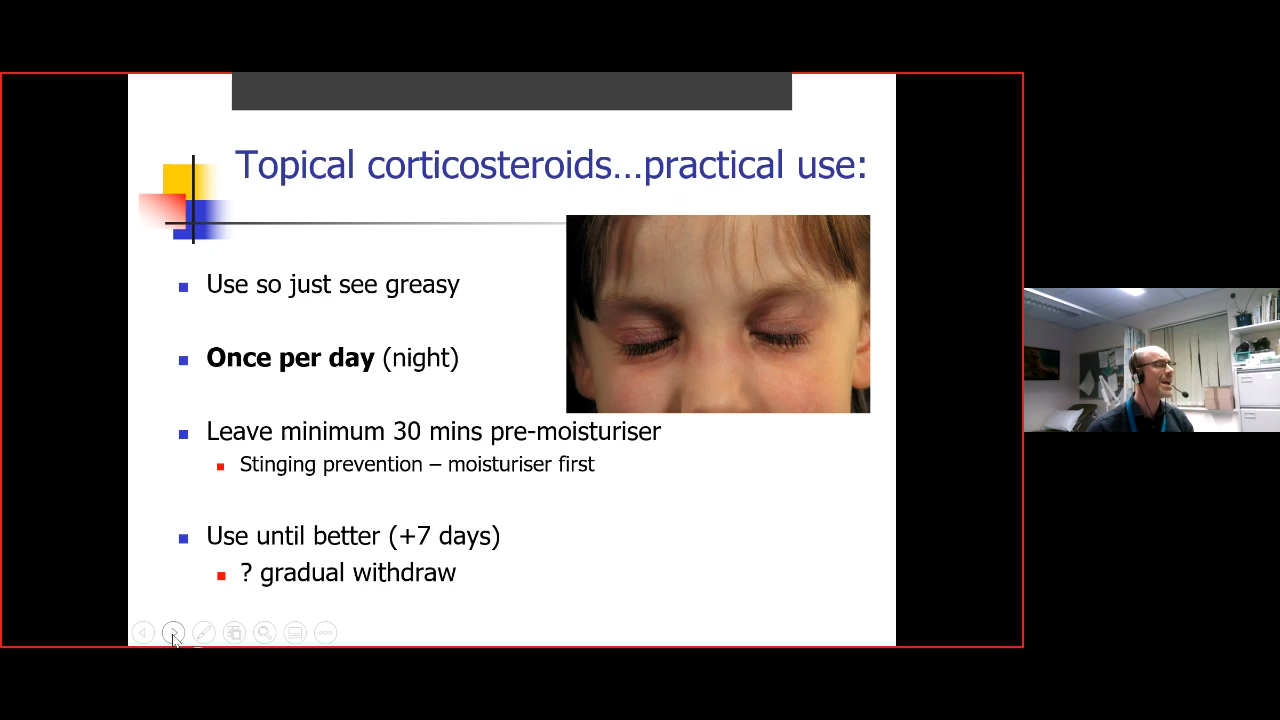 Topical corticosteroids...practical use:
Use so just see greasy
Once per day (night)
Leave minimum 30 mins pre-moisturiser
Stinging prevention – moisturiser first
Use until better (+7 days)
? gradual withdraw